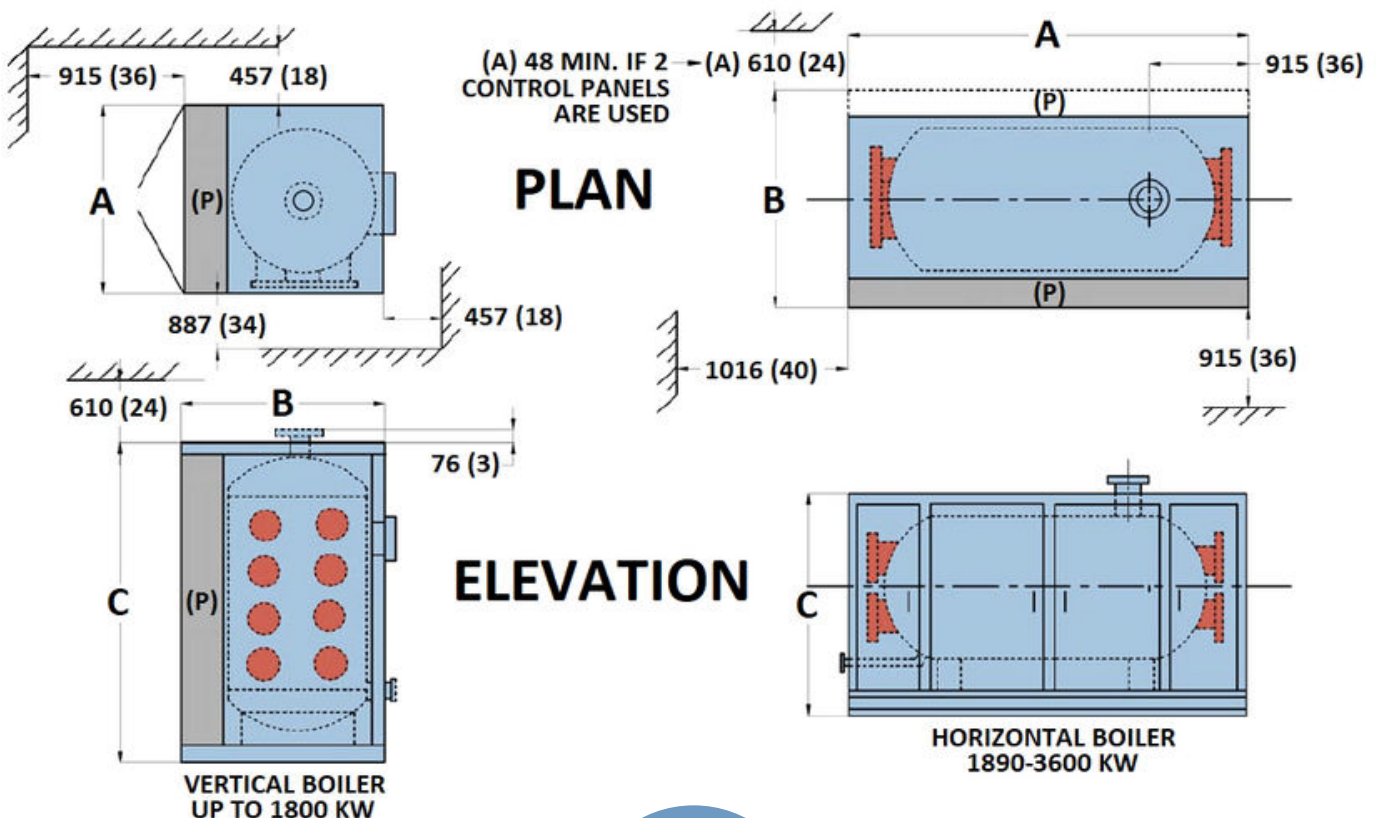 915 (36)
457 (18)
A
(P)
887 (34)
457 (18)
PLAN
(A) 48 MIN. IF 2
CONTROL PANELS
ARE USED
(A) 610 (24)
A
915 (36)
(P)
B
(P)
1016 (40)
915 (36)
610 (24)
B
76 (3)
C
(P)
VERTICAL BOILER
UP TO 1800 KW
ELEVATION
C
HORIZONTAL BOILER
1890-3600 KW